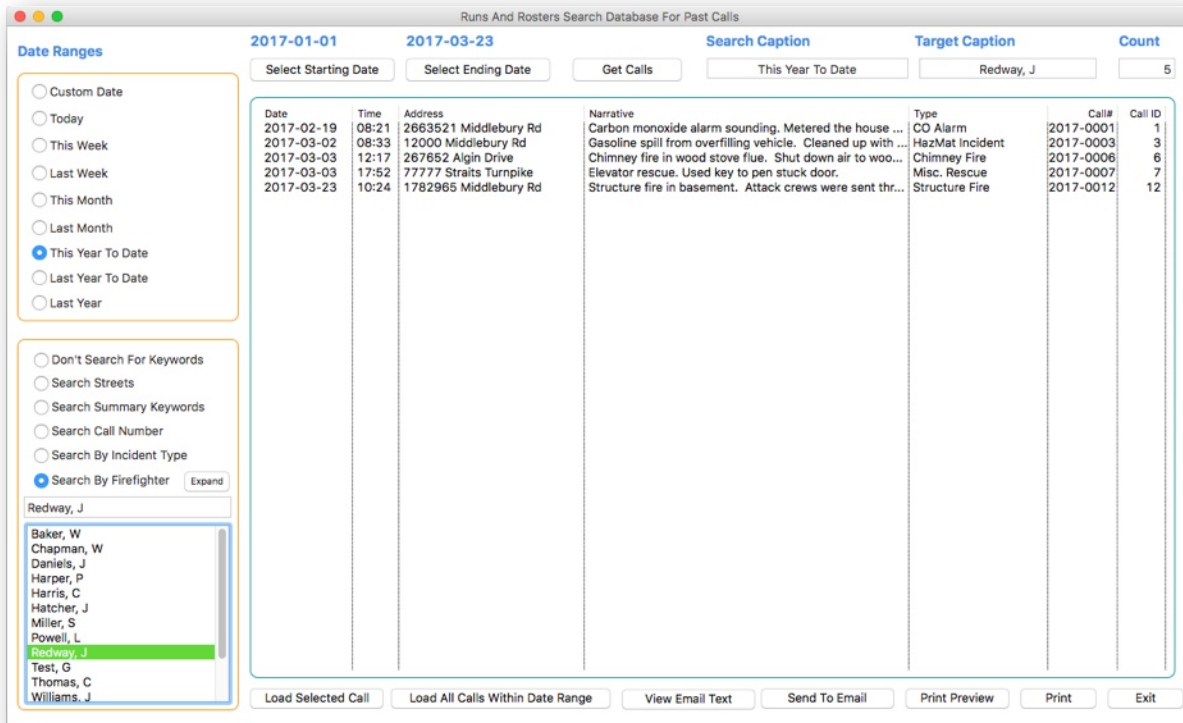 Runs And Rosters Search Database For Past Calls
Date Ranges
2017-01-01 2017-03-23 Search Caption Target Caption Count
Select Starting Date Select Ending Date Get Calls This Year To Date Redway, J 5
Custom Date
Today
This Week
Last Week
This Month
Last Month
This Year To Date
Last Year To Date
Last Year
Don't Search For Keywords
Search Streets
Search Summary Keywords
Search Call Number
Search By Incident Type
Search By Firefighter Expand
Redway, J
Baker, W
Chapman, W
Daniels, J
Harper, P
Harris, C
Hatcher, J
Miller, S
Powell, L
Redway, J
Test, G
Thomas, C
Williams, J
Date Time Address Narrative Type Call# Call ID
2017-02-19 08:21 2663521 Middlebury Rd Carbon monoxide alarm sounding. Metered the house ... CO Alarm 2017-0001 1
2017-03-02 08:33 12000 Middlebury Rd Gasoline spill from overfilling vehicle. Cleaned up with ... HazMat Incident 2017-0003 3
2017-03-03 12:17 267652 Algin Drive Chimney fire in wood stove flue. Shut down air to woo... Chimney Fire 2017-0006 6
2017-03-03 17:52 77777 Straits Turnpike Elevator rescue. Used key to pen stuck door. Misc. Rescue 2017-0007 7
2017-03-23 10:24 1782965 Middlebury Rd Structure fire in basement. Attack crews were sent thr... Structure Fire 2017-0012 12
Load Selected Call Load All Calls Within Date Range View Email Text Send To Email Print Preview Print Exit